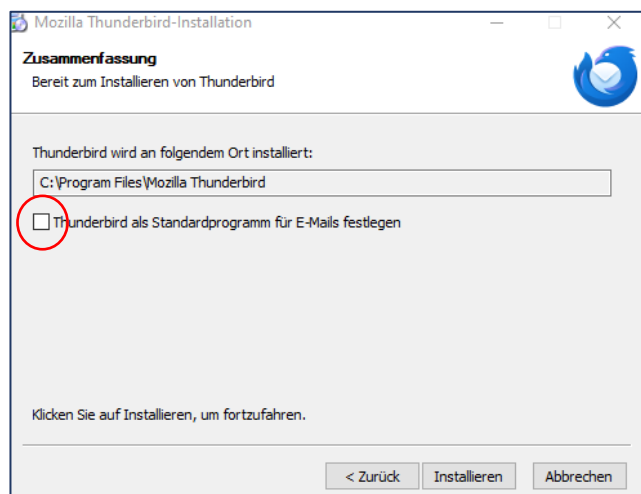 Mozilla Thunderbird-Installation
Zusammenfassung
Bereit zum Installieren von Thunderbird
Thunderbird wird an folgendem Ort installiert:
C:\Program Files\Mozilla Thunderbird
Thunderbird als Standardprogramm für E-Mails festlegen
Klicken Sie auf Installieren, um fortzufahren.
< Zurück Installieren Abbrechen